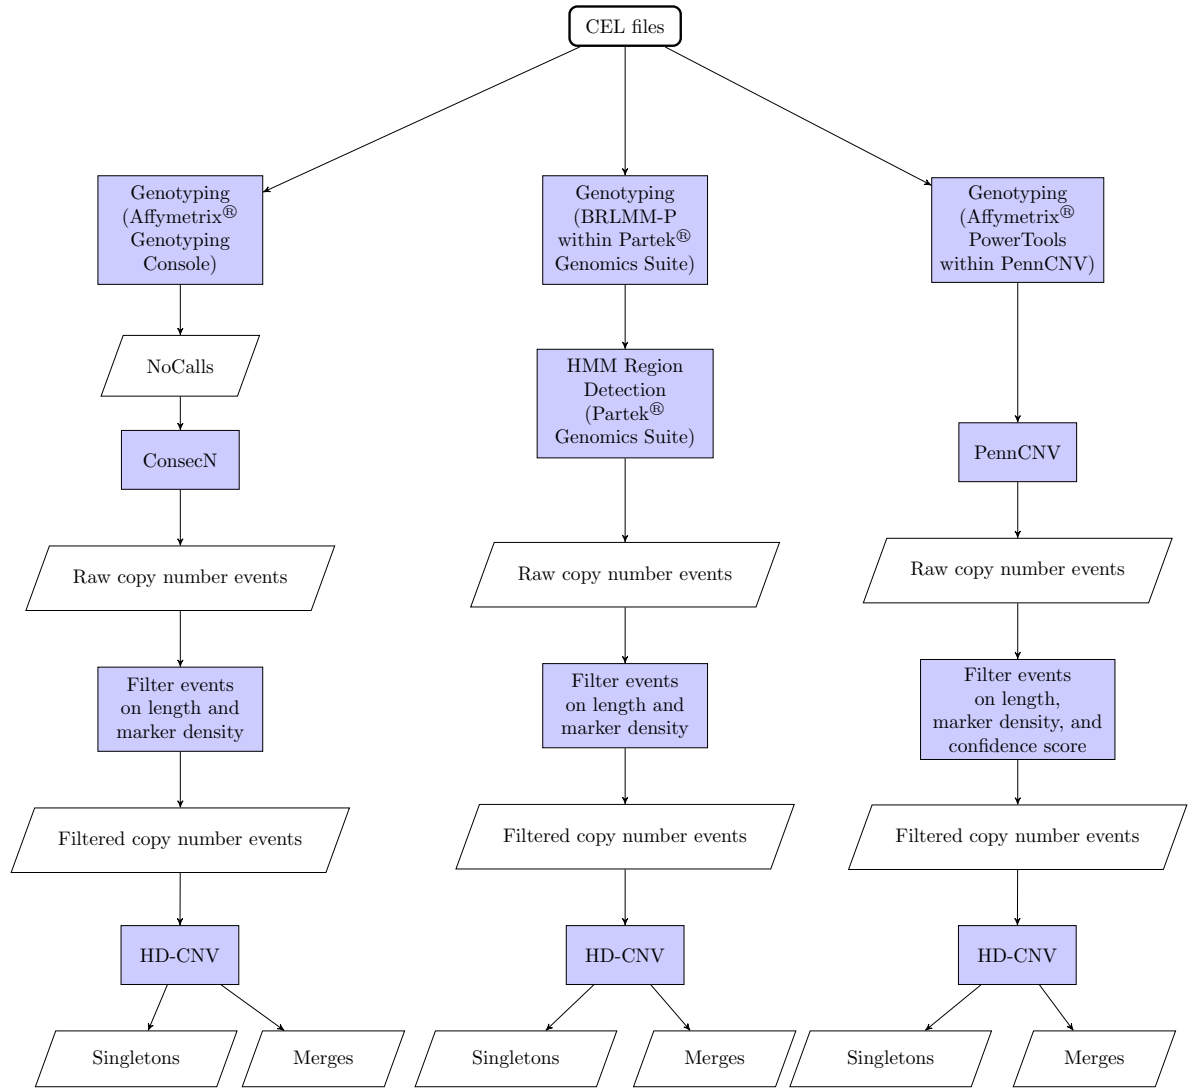 CEL files
Genotyping
(Affymetrix®
Genotyping
Console)
Genotyping
(BRLMM-P
within Partek®
Genomics Suite)
Genotyping
(Affymetrix®
PowerTools
within PennCNV)
NoCalls
HMM Region
Detection
(Partek®
Genomics Suite)
ConsecN
PennCNV
Raw copy number events
Raw copy number events
Raw copy number events
Filter events
on length and
marker density
Filter events
on length and
marker density
Filter events
on length,
marker density, and
confidence score
Filtered copy number events
Filtered copy number events
Filtered copy number events
HD-CNV
HD-CNV
HD-CNV
Singletons
Merges
Singletons
Merges
Singletons
Merges